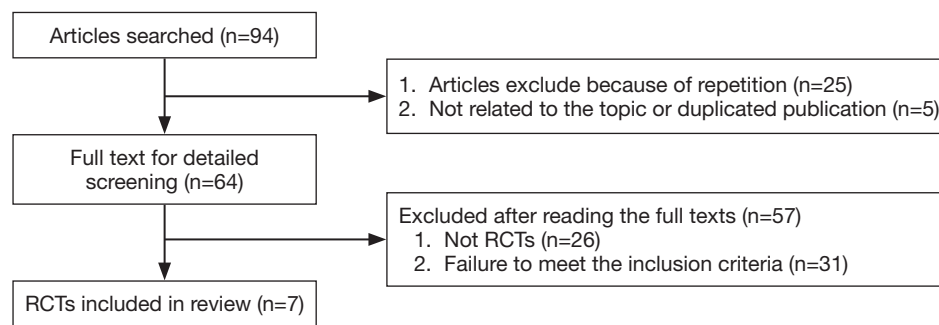 Articles searched (n=94)
1. Articles exclude because of repetition (n=25)
2. Not related to the topic or duplicated publication (n=5)
Full text for detailed
screening (n=64)
Excluded after reading the full texts (n=57)
1. Not RCTs (n=26)
2. Failure to meet the inclusion criteria (n=31)
RCTs included in review (n=7)